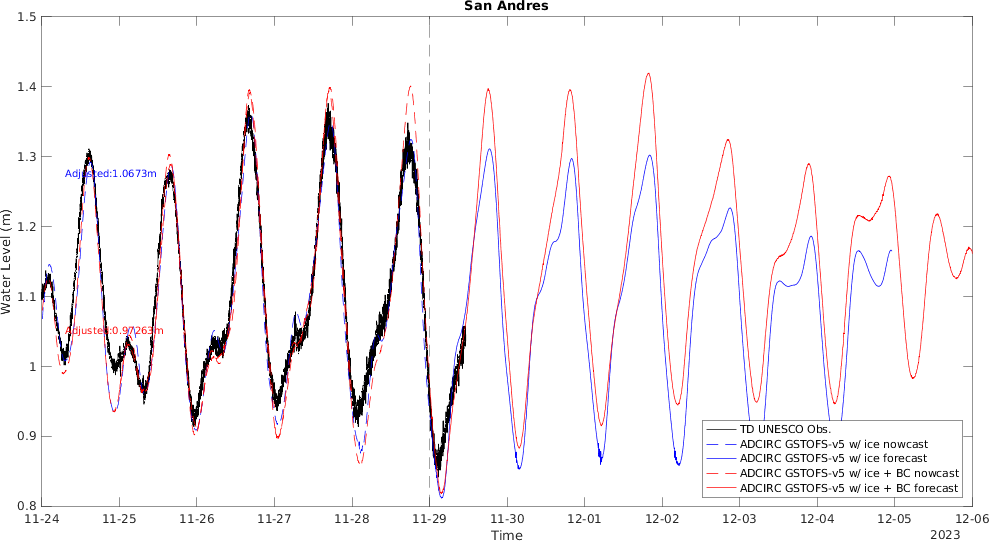 San Andres
1.5
1.4
1.3
1.2
1.1
1
0.9
0.8
Water Level (m)
Adjusted:1.0673m
Adjusted:0.97263m
TD UNESCO Obs.
ADCIRC GSTOFS-v5 w/ ice nowcast
ADCIRC GSTOFS-v5 w/ ice forecast
ADCIRC GSTOFS-v5 w/ ice + BC nowcast
ADCIRC GSTOFS-v5 w/ ice + BC forecast
11-24 11-25 11-26 11-27 11-28 11-29 11-30 12-01 12-02 12-03 12-04 12-05 12-06
Time
2023